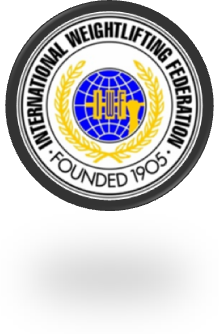 INTERNATIONAL WEIGHTLIFTING FEDERATION
· FOUNDED 1905 ·